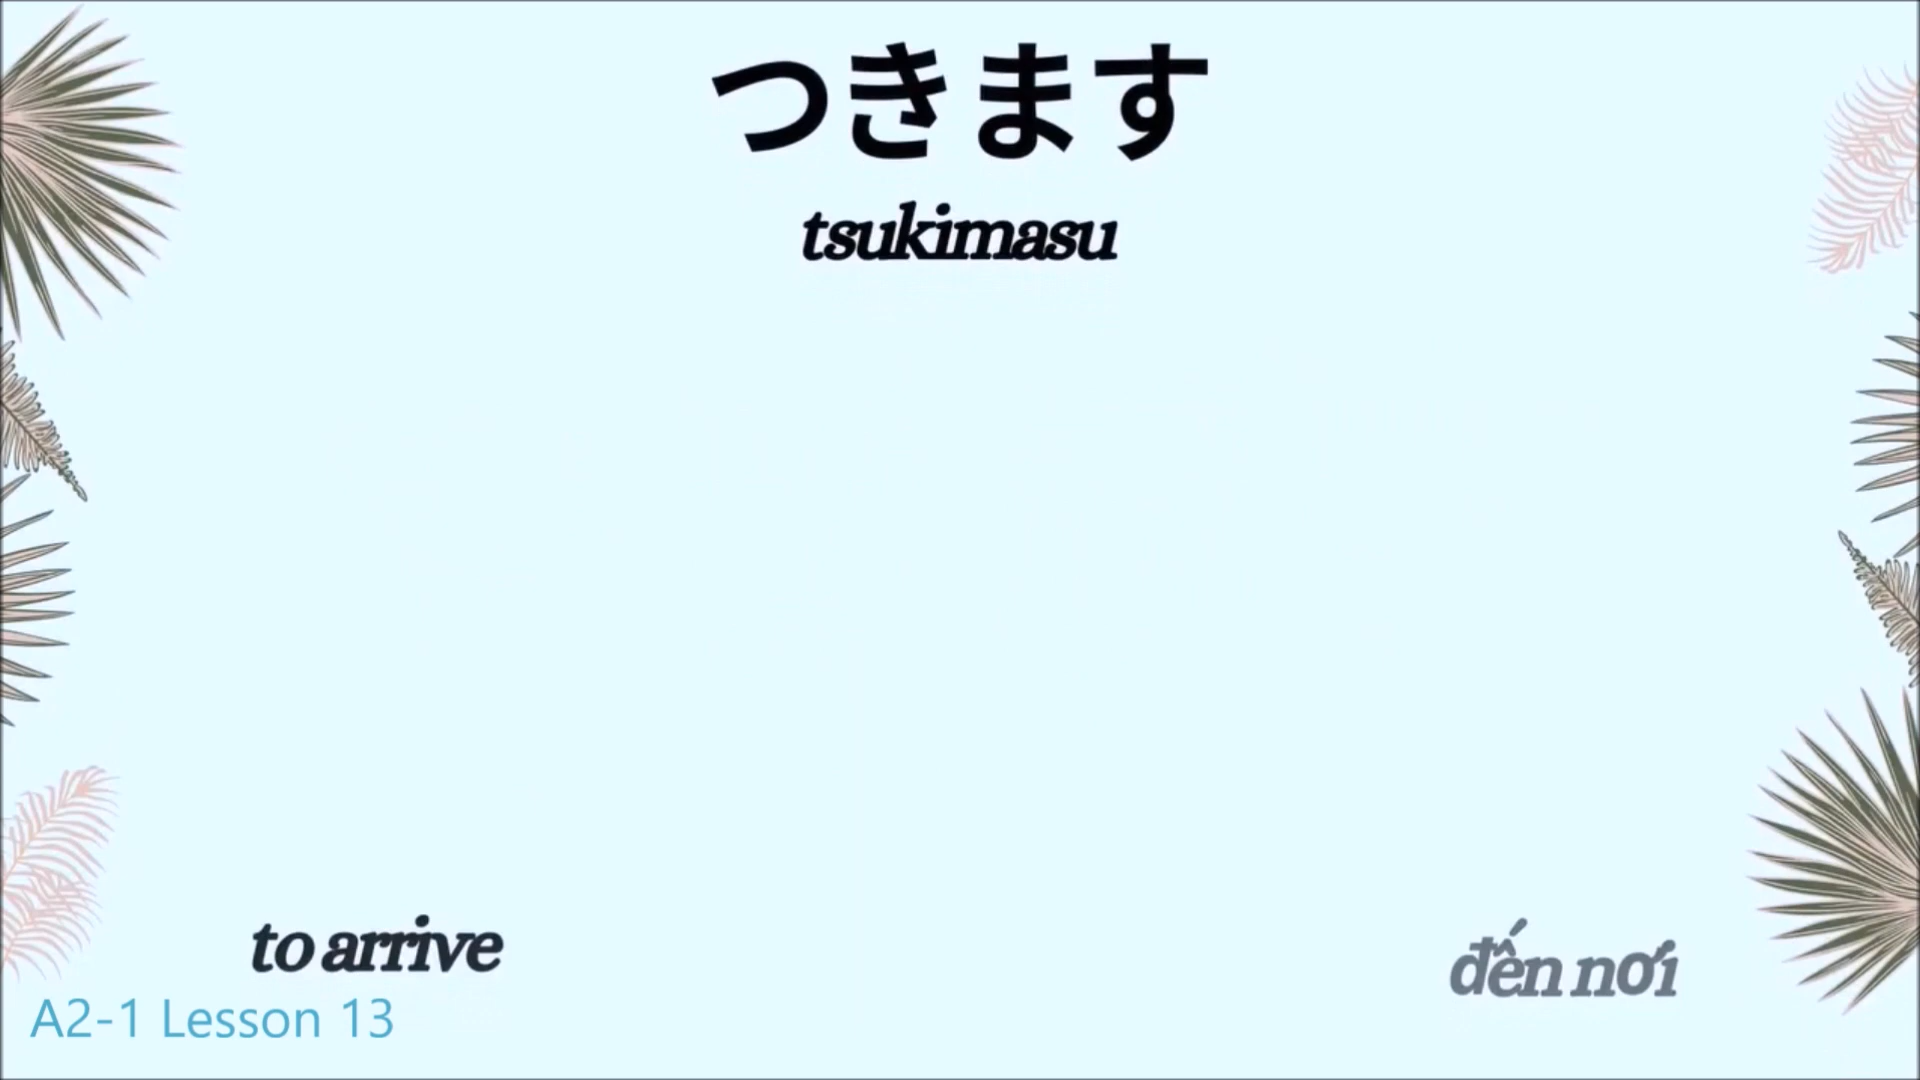 つきます
tsukimasu
to arrive
đến nơi
A2-1 Lesson 13